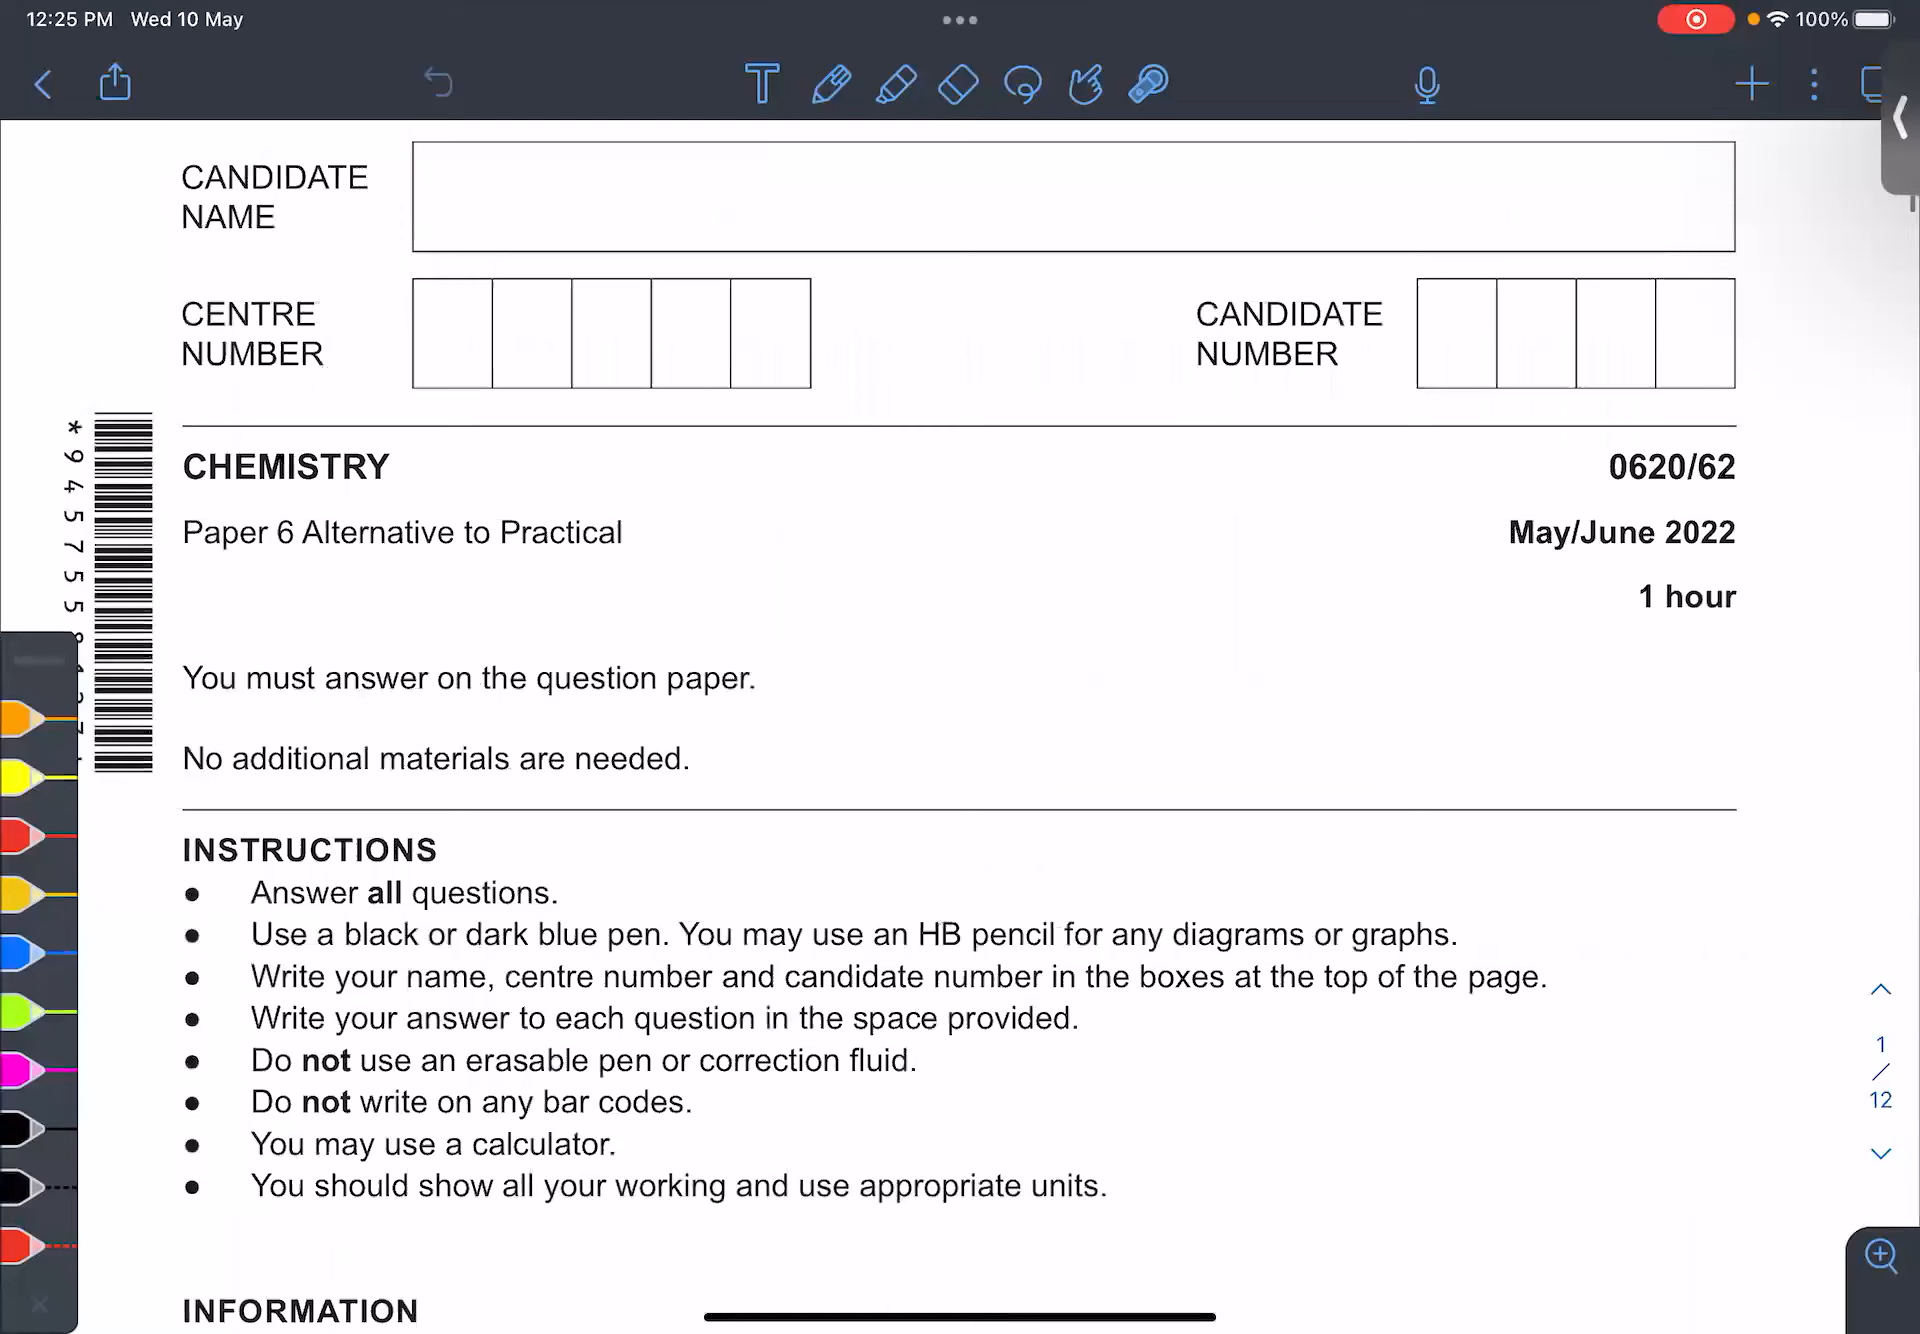 12:25 PM Wed 10 May
100%
CANDIDATE
NAME
CENTRE
NUMBER
CANDIDATE
NUMBER
CHEMISTRY 0620/62
Paper 6 Alternative to Practical May/June 2022
1 hour
You must answer on the question paper.
No additional materials are needed.
INSTRUCTIONS
● Answer all questions.
● Use a black or dark blue pen. You may use an HB pencil for any diagrams or graphs.
● Write your name, centre number and candidate number in the boxes at the top of the page.
● Write your answer to each question in the space provided.
● Do not use an erasable pen or correction fluid.
● Do not write on any bar codes.
● You may use a calculator.
● You should show all your working and use appropriate units.
INFORMATION
* 9 4 5 7 5 5
1
/
12